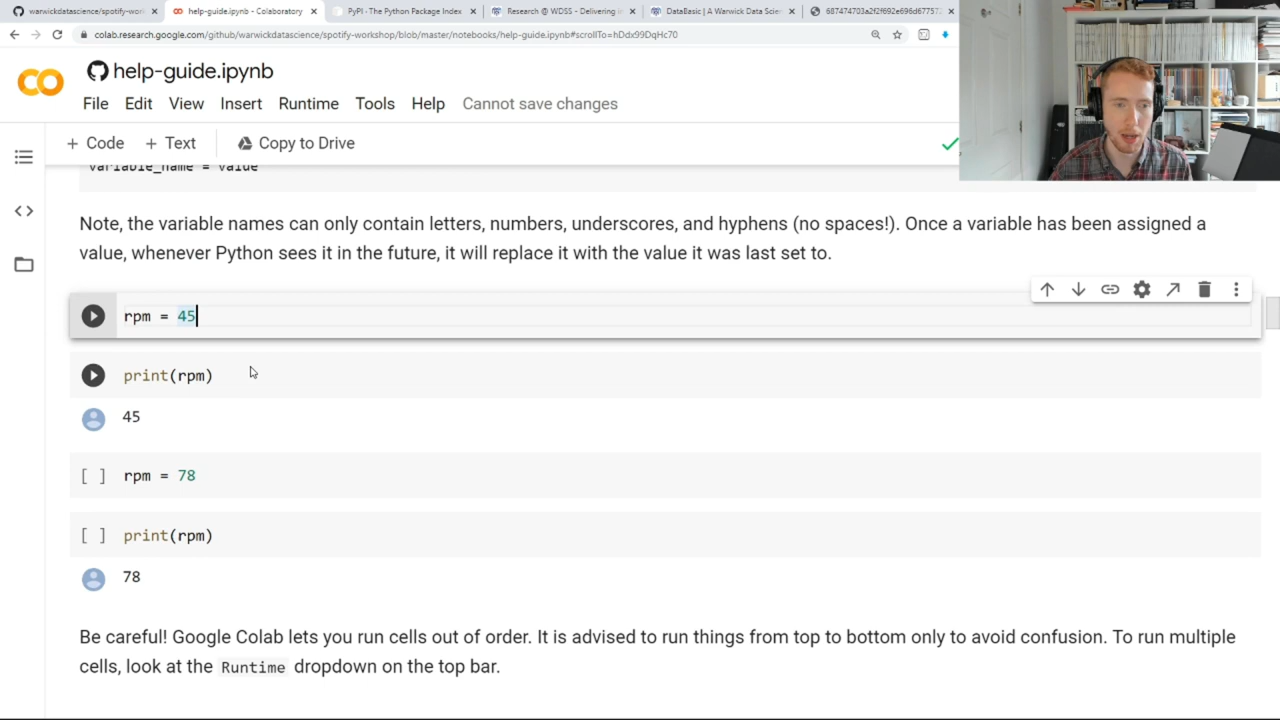 warwickdatascience/spotify-wor
help-guide.ipynb - Colaboratory
PyPI · The Python Package Index
Research @ WDSS - Delivering i
DataBasic | A Warwick Data Scien
colab.research.google.com/github/warwickdatascience/spotify-workshop/blob/master/notebooks/help-guide.ipynb#scrollTo=hDdx99DqHc70
CO
help-guide.ipynb
File Edit View Insert Runtime Tools Help Cannot save changes
+ Code + Text Copy to Drive
variable_name = value
Note, the variable names can only contain letters, numbers, underscores, and hyphens (no spaces!). Once a variable has been assigned a
value, whenever Python sees it in the future, it will replace it with the value it was last set to.
rpm = 45
print(rpm)
45
[ ] rpm = 78
[ ] print(rpm)
78
Be careful! Google Colab lets you run cells out of order. It is advised to run things from top to bottom only to avoid confusion. To run multiple
cells, look at the Runtime dropdown on the top bar.